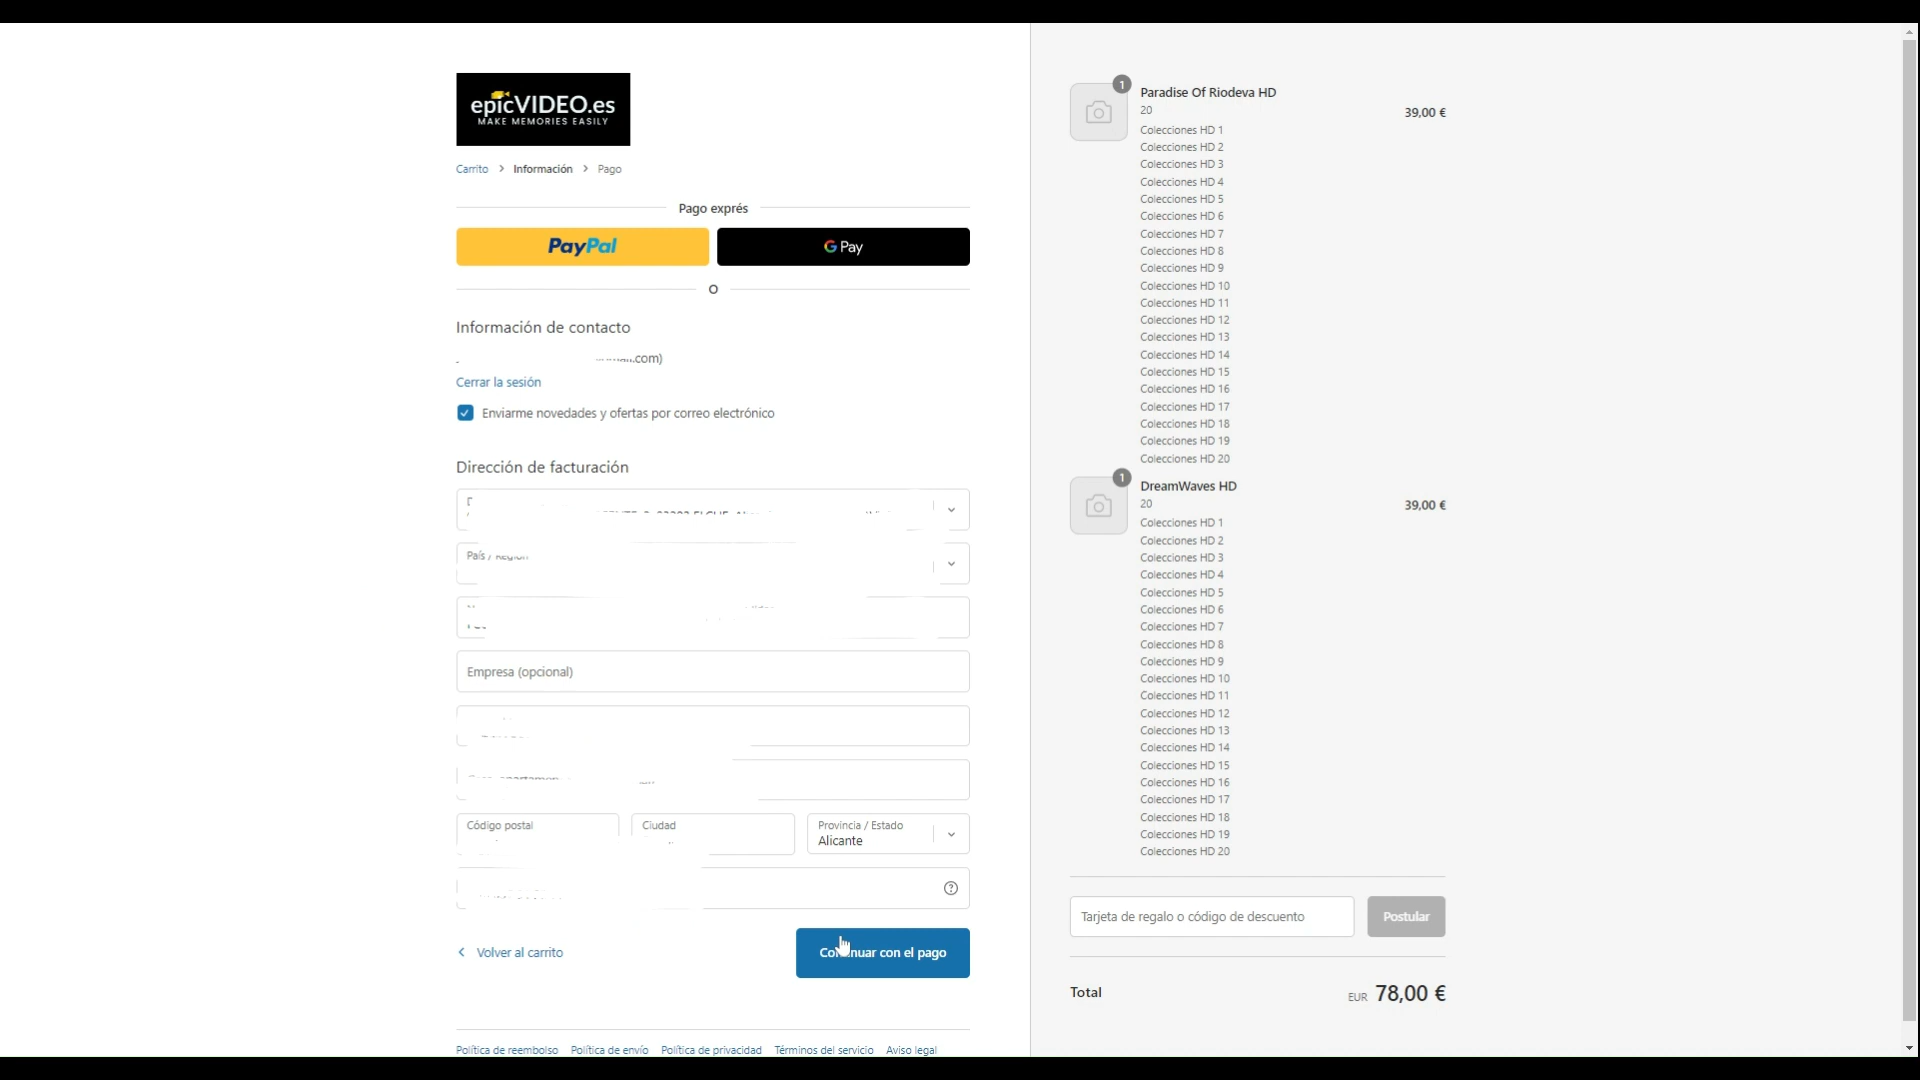 epicVIDEO.es
MAKE MEMORIES EASILY
Carrito > Información > Pago
Pago exprés
PayPal
G Pay
O
Información de contacto
.com)
Cerrar la sesión
Enviarme novedades y ofertas por correo electrónico
Dirección de facturación
País /
Empresa (opcional)
Código postal
Ciudad
Provincia / Estado
Alicante
Volver al carrito
Continuar con el pago
Política de reembolso Política de envío Política de privacidad Términos del servicio Aviso legal
1
Paradise Of Riodeva HD
20
39,00 €
Colecciones HD 1
Colecciones HD 2
Colecciones HD 3
Colecciones HD 4
Colecciones HD 5
Colecciones HD 6
Colecciones HD 7
Colecciones HD 8
Colecciones HD 9
Colecciones HD 10
Colecciones HD 11
Colecciones HD 12
Colecciones HD 13
Colecciones HD 14
Colecciones HD 15
Colecciones HD 16
Colecciones HD 17
Colecciones HD 18
Colecciones HD 19
Colecciones HD 20
1
DreamWaves HD
20
39,00 €
Colecciones HD 1
Colecciones HD 2
Colecciones HD 3
Colecciones HD 4
Colecciones HD 5
Colecciones HD 6
Colecciones HD 7
Colecciones HD 8
Colecciones HD 9
Colecciones HD 10
Colecciones HD 11
Colecciones HD 12
Colecciones HD 13
Colecciones HD 14
Colecciones HD 15
Colecciones HD 16
Colecciones HD 17
Colecciones HD 18
Colecciones HD 19
Colecciones HD 20
Tarjeta de regalo o código de descuento
Postular
Total
EUR 78,00 €